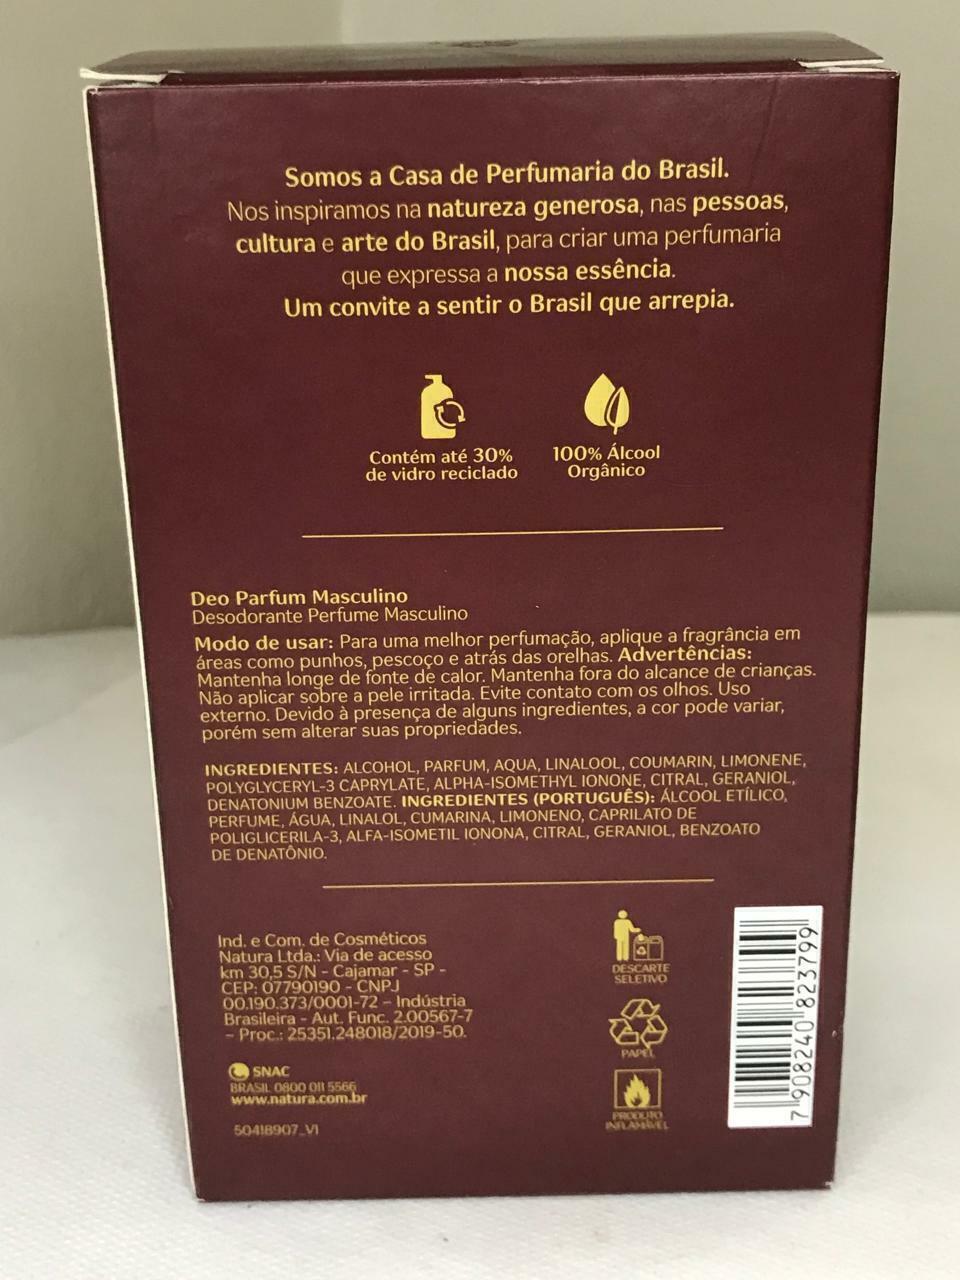 Somos a Casa de Perfumaria do Brasil.
Nos inspiramos na natureza generosa, nas pessoas,
cultura e arte do Brasil, para criar uma perfumaria
que expressa a nossa essência.
Um convite a sentir o Brasil que arrepia.
Contém até 30%
de vidro reciclado
100% Álcool
Orgânico
Deo Parfum Masculino
Desodorante Perfume Masculino
Modo de usar: Para uma melhor perfumação, aplique a fragrância em
áreas como punhos, pescoço e atrás das orelhas. Advertências:
Mantenha longe de fonte de calor. Mantenha fora do alcance de crianças.
Não aplicar sobre a pele irritada. Evite contato com os olhos. Uso
externo. Devido à presença de alguns ingredientes, a cor pode variar,
porém sem alterar suas propriedades.
INGREDIENTES: ALCOHOL, PARFUM, AQUA, LINALOOL, COUMARIN, LIMONENE,
POLYGLYCERYL-3 CAPRYLATE, ALPHA-ISOMETHYL IONONE, CITRAL, GERANIOL,
DENATONIUM BENZOATE. INGREDIENTES (PORTUGUÊS): ÁLCOOL ETÍLICO,
PERFUME, ÁGUA, LINALOL, CUMARINA, LIMONENO, CAPRILATO DE
POLIGLICERILA-3, ALFA-ISOMETIL IONONA, CITRAL, GERANIOL, BENZOATO
DE DENATÔNIO.
Ind. e Com. de Cosméticos
Natura Ltda.: Via de acesso
km 30,5 S/N - Cajamar - SP -
CEP: 07790190 - CNPJ
00.190.373/0001-72 - Indústria
Brasileira - Aut. Func. 2.00567-7
- Proc.: 25351.248018/2019-50.
SNAC
BRASIL 0800 011 5566
www.natura.com.br
50418907_V1
DESCARTE
SELETIVO
PAPEL
PRODUTO
INFLAMÁVEL
7 908240 823799